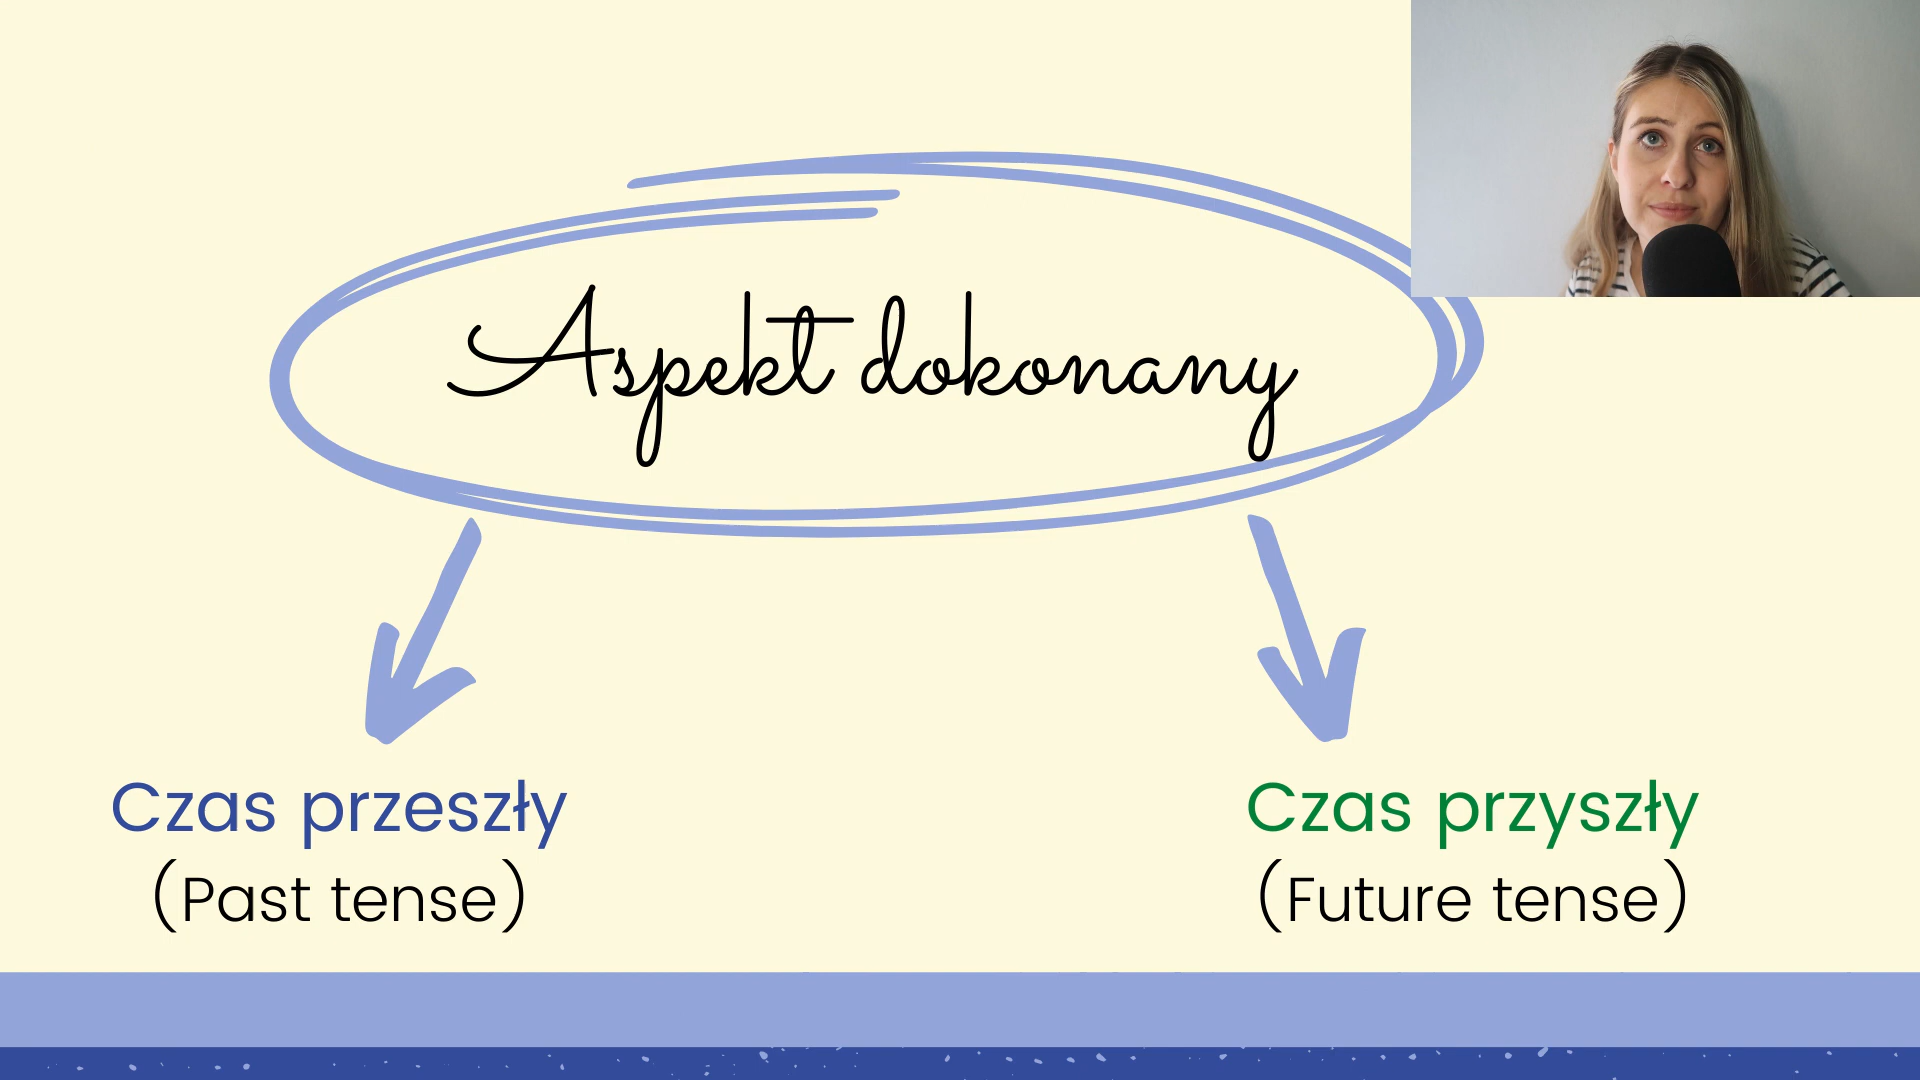 Aspekt dokonany
Czas przeszły
(Past tense)
Czas przyszły
(Future tense)